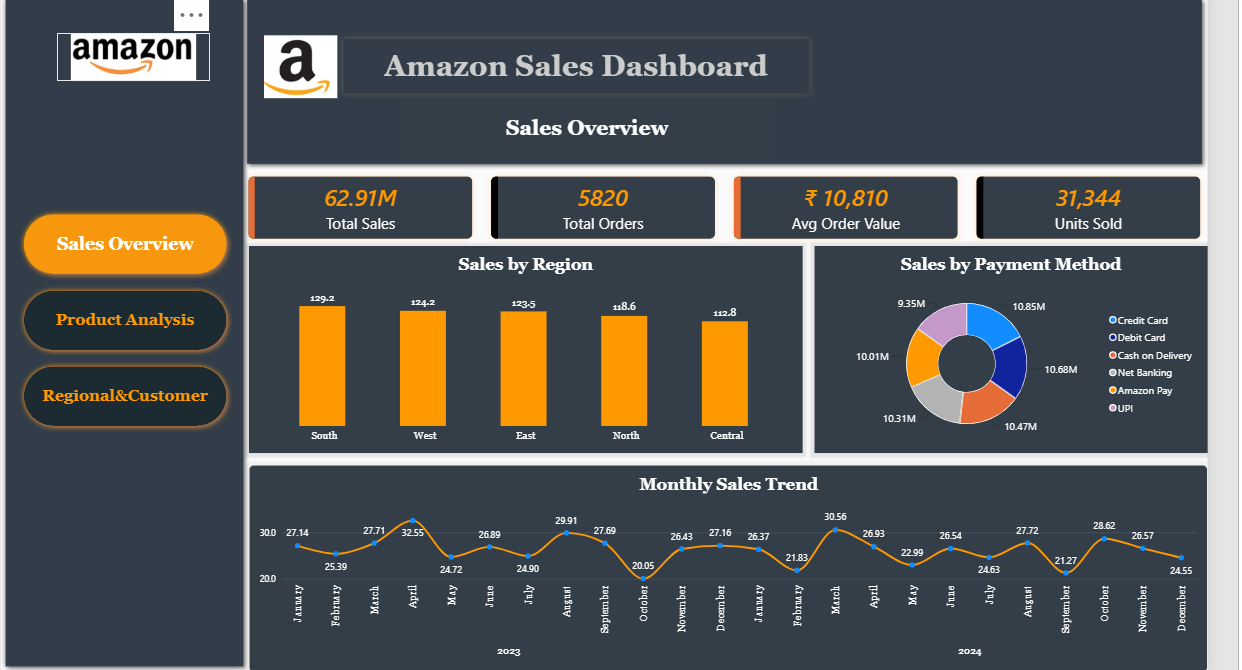 amazon
a
Amazon Sales Dashboard
Sales Overview
Sales Overview
Product Analysis
Regional&Customer
62.91M
Total Sales
5820
Total Orders
₹ 10,810
Avg Order Value
31,344
Units Sold
Sales by Region
129.2
124.2
123.5
118.6
112.8
South
West
East
North
Central
Sales by Payment Method
9.35M
10.85M
10.01M
10.68M
10.31M
10.47M
Credit Card
Debit Card
Cash on Delivery
Net Banking
Amazon Pay
UPI
Monthly Sales Trend
30.0
20.0
27.14
25.39
27.71
32.55
24.72
26.89
24.90
29.91
27.69
20.05
26.43
27.16
26.37
21.83
30.56
26.93
22.99
26.54
24.63
27.72
21.27
28.62
26.57
24.55
January
February
March
April
May
June
July
August
September
October
November
December
January
February
March
April
May
June
July
August
September
October
November
December
2023
2024